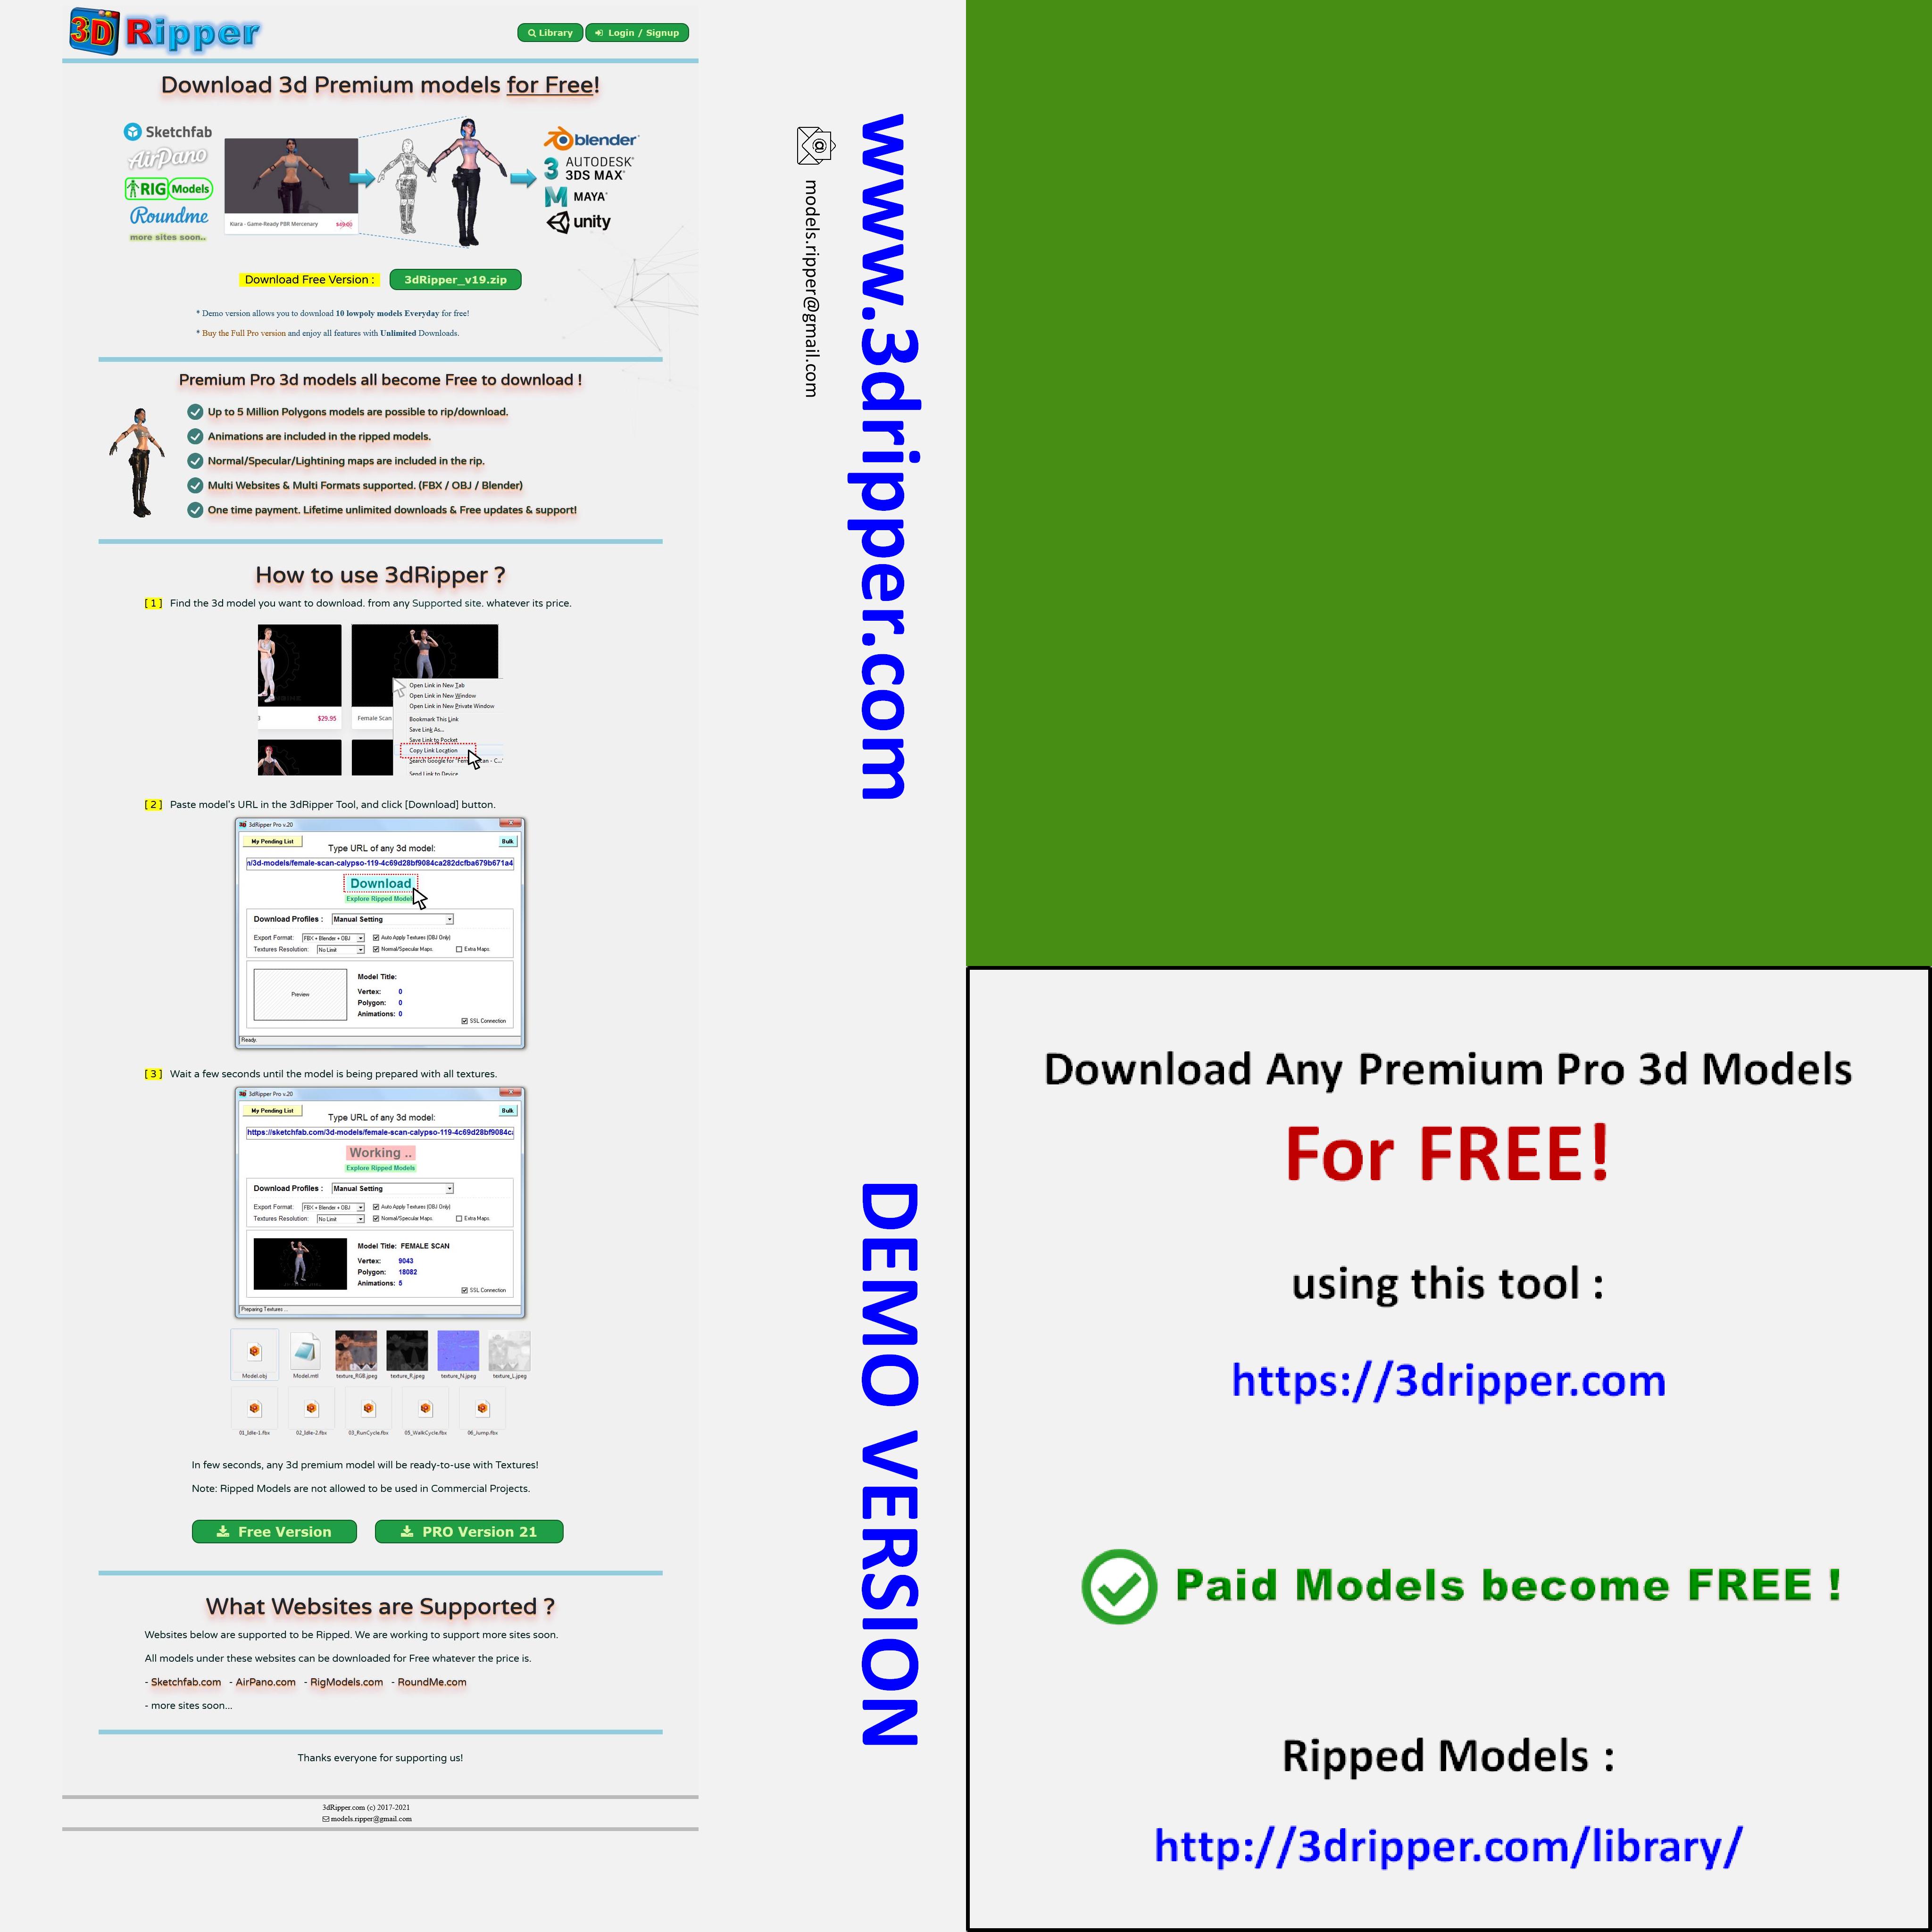 3D Ripper
Library
Login / Signup
Download 3d Premium models for Free!
Sketchfab
AirPano
RIG Models
Roundme
more sites soon..
Kiara - Game-Ready PBR Mercenary
blender
AUTODESK®
3DS MAX®
MAYA®
unity
Download Free Version :
3dRipper_v19.zip
* Demo version allows you to download 10 lowpoly models Everyday for free!
* Buy the Full Pro version and enjoy all features with Unlimited Downloads.
Premium Pro 3d models all become Free to download !
Up to 5 Million Polygons models are possible to rip/download.
Animations are included in the ripped models.
Normal/Specular/Lightining maps are included in the rip.
Multi Websites & Multi Formats supported. (FBX / OBJ / Blender)
One time payment. Lifetime unlimited downloads & Free updates & support!
How to use 3dRipper ?
[ 1 ] Find the 3d model you want to download. from any Supported site. whatever its price.
$29.95
Female Scan
Open Link in New Tab
Open Link in New Window
Open Link in New Private Window
Bookmark This Link
Save Link As...
Save Link to Pocket
Copy Link Location
Search Google for "Fem
Send Link to Device
[ 2 ] Paste model's URL in the 3dRipper Tool, and click [Download] button.
3dRipper Pro v.20
My Pending List
Bulk
Type URL of any 3d model:
n/3d-models/female-scan-calypso-119-4c69d28bf9084ca282dcfba679b671a4
Download
Explore Ripped Models
Download Profiles : Manual Setting
Export Format: FBX + Blender + OBJ Auto Apply Textures (OBJ Only)
Textures Resolution: No Limit Normal/Specular Maps. Extra Maps.
Preview
Model Title:
Vertex: 0
Polygon: 0
Animations: 0
SSL Connection
Ready.
[ 3 ] Wait a few seconds until the model is being prepared with all textures.
3dRipper Pro v.20
My Pending List
Bulk
Type URL of any 3d model:
https://sketchfab.com/3d-models/female-scan-calypso-119-4c69d28bf9084c
Working ..
Explore Ripped Models
Download Profiles : Manual Setting
Export Format: FBX + Blender + OBJ Auto Apply Textures (OBJ Only)
Textures Resolution: No Limit Normal/Specular Maps. Extra Maps.
Model Title: FEMALE SCAN
Vertex: 9043
Polygon: 18082
Animations: 5
SSL Connection
Preparing Textures ...
Model.obj Model.mtl texture_RGB.jpeg texture_R.jpeg texture_N.jpeg texture_L.jpeg
01_Idle-1.fbx 02_Idle-2.fbx 03_RunCycle.fbx 05_WalkCycle.fbx 06_Jump.fbx
In few seconds, any 3d premium model will be ready-to-use with Textures!
Note: Ripped Models are not allowed to be used in Commercial Projects.
Free Version
PRO Version 21
What Websites are Supported ?
Websites below are supported to be Ripped. We are working to support more sites soon.
All models under these websites can be downloaded for Free whatever the price is.
- Sketchfab.com - AirPano.com - RigModels.com - RoundMe.com
- more sites soon...
Thanks everyone for supporting us!
3dRipper.com (c) 2017-2021
models.ripper@gmail.com
models.ripper@gmail.com
www.3dripper.com
DEMO VERSION
Download Any Premium Pro 3d Models
For FREE!
using this tool :
https://3dripper.com
Paid Models become FREE !
Ripped Models :
http://3dripper.com/library/